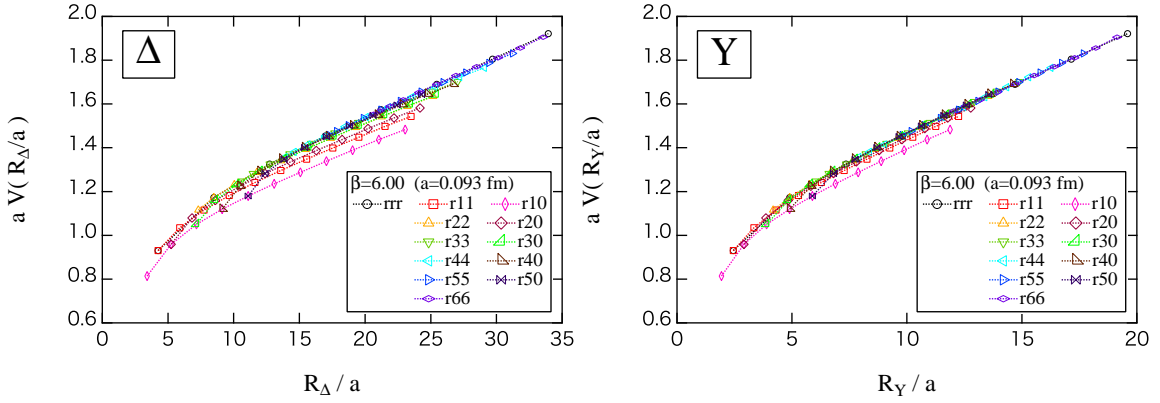 Δ
a V( R_Δ/a )
2.0
1.8
1.6
1.4
1.2
1.0
0.8
0.6
β=6.00 (a=0.093 fm)
rrr r11 r10
r22 r20
r33 r30
r44 r40
r55 r50
r66
0 5 10 15 20 25 30 35
R_Δ / a
Y
a V( R_Y/a )
2.0
1.8
1.6
1.4
1.2
1.0
0.8
0.6
β=6.00 (a=0.093 fm)
rrr r11 r10
r22 r20
r33 r30
r44 r40
r55 r50
r66
0 5 10 15 20
R_Y / a